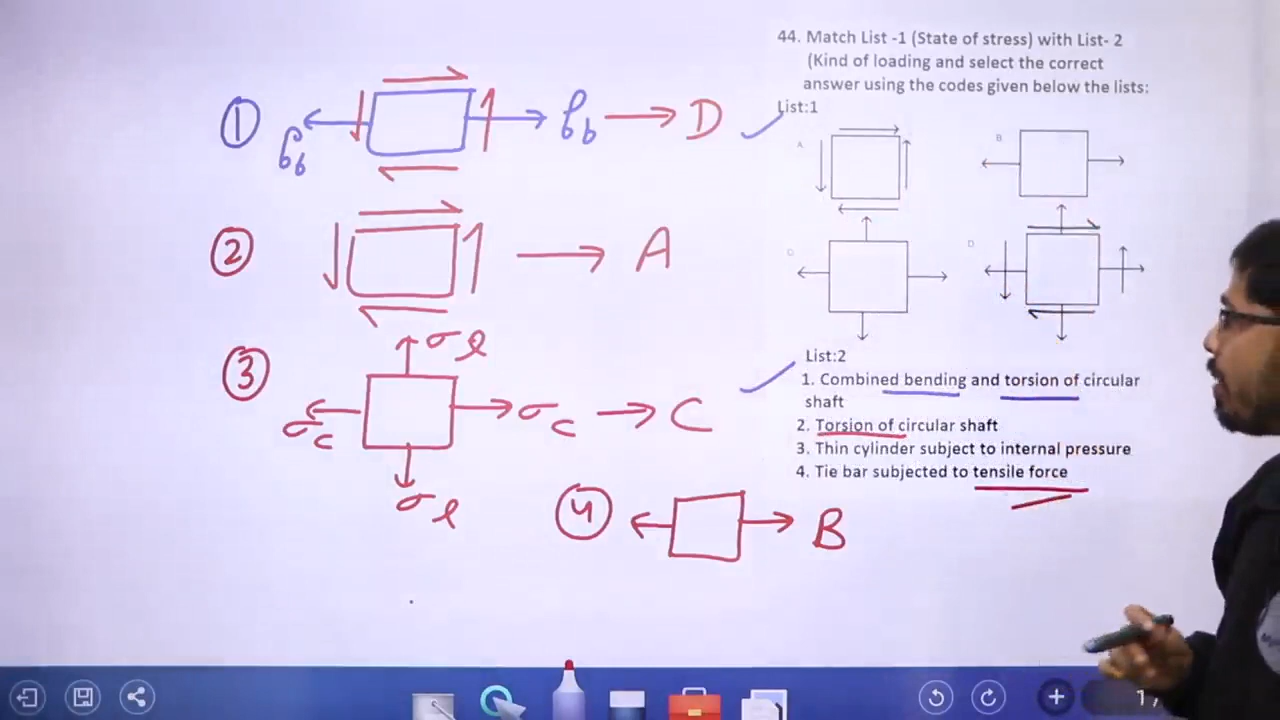 44. Match List -1 (State of stress) with List- 2
(Kind of loading and select the correct
answer using the codes given below the lists:
List:1
A
B
D
List:2
1. Combined bending and torsion of circular
shaft
2. Torsion of circular shaft
3. Thin cylinder subject to internal pressure
4. Tie bar subjected to tensile force
1 D
2 A
3 σl
σc σc C
σl
4 B